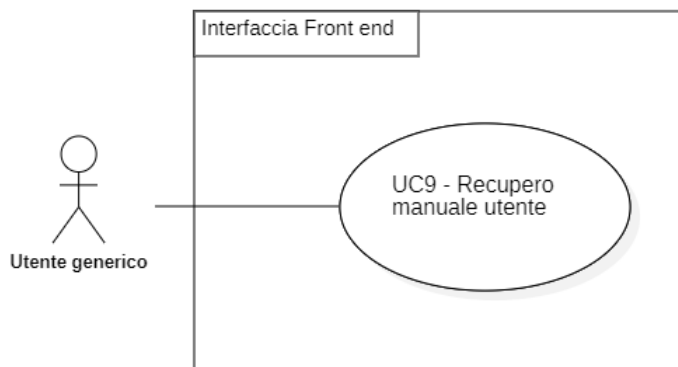 Interfaccia Front end
UC9 - Recupero
manuale utente
Utente generico